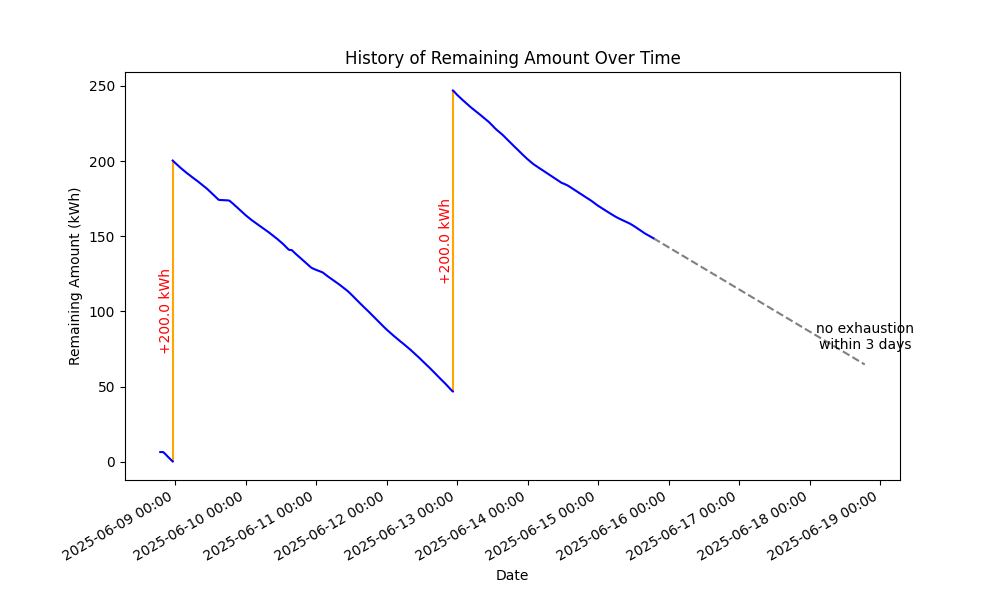 History of Remaining Amount Over Time
Remaining Amount (kWh)
250
200
150
100
50
0
+200.0 kWh
+200.0 kWh
no exhaustion
within 3 days
2025-06-09 00:00
2025-06-10 00:00
2025-06-11 00:00
2025-06-12 00:00
2025-06-13 00:00
2025-06-14 00:00
2025-06-15 00:00
2025-06-16 00:00
2025-06-17 00:00
2025-06-18 00:00
2025-06-19 00:00
Date